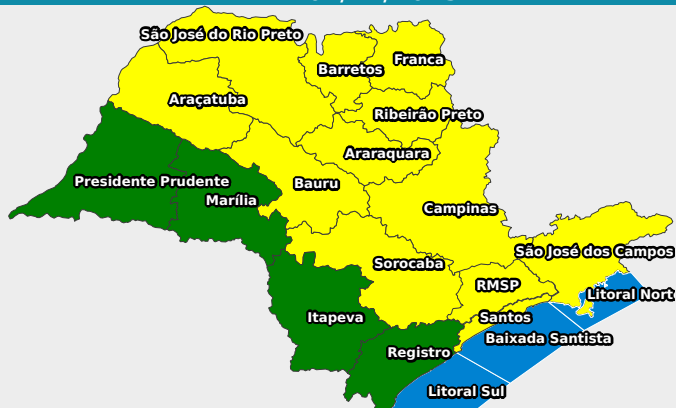 São José do Rio Preto
Franca
Barretos
Araçatuba
Ribeirão Preto
Araraquara
Presidente Prudente
Bauru
Marília
Campinas
São José dos Campos
Sorocaba
RMSP
Litoral Norte
Itapeva
Santos
Baixada Santista
Registro
Litoral Sul